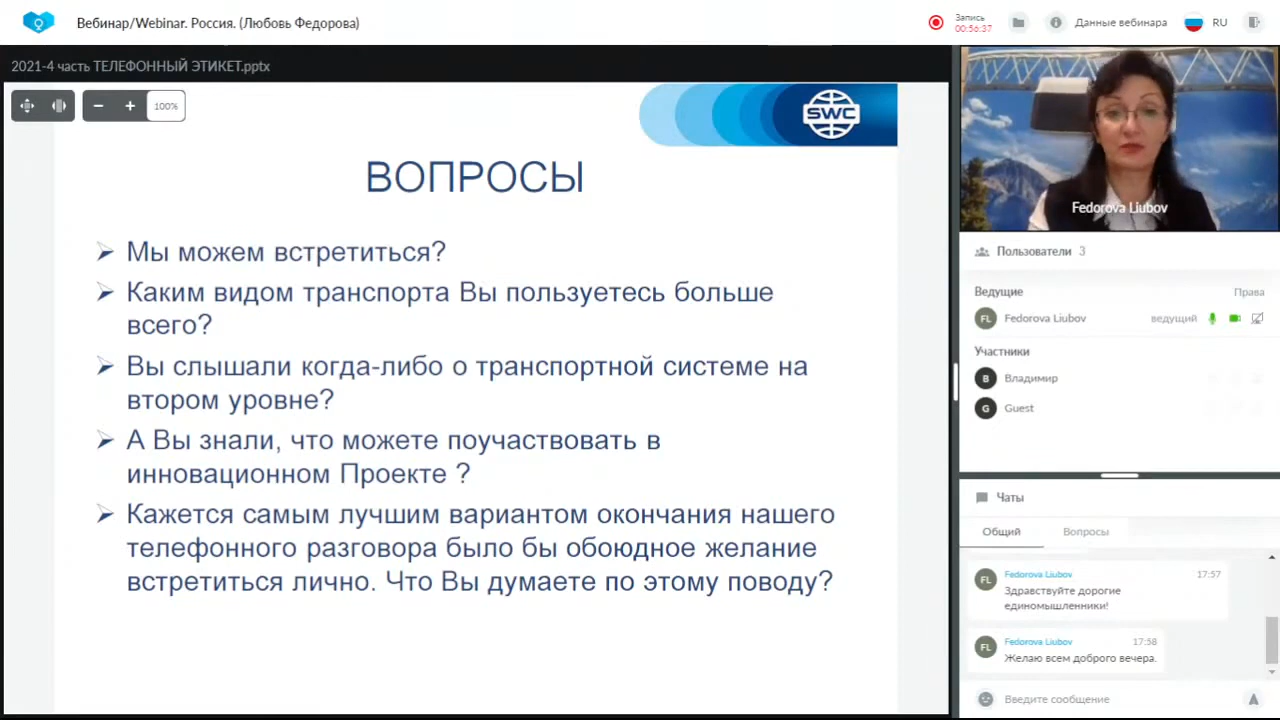 Вебинар/Webinar. Россия. (Любовь Федорова)
Запись
00:56:37
Данные вебинара
RU
2021-4 часть ТЕЛЕФОННЫЙ ЭТИКЕТ.pptx
100%
SWC
ВОПРОСЫ
Мы можем встретиться?
Каким видом транспорта Вы пользуетесь больше
всего?
Вы слышали когда-либо о транспортной системе на
втором уровне?
А Вы знали, что можете поучаствовать в
инновационном Проекте ?
Кажется самым лучшим вариантом окончания нашего
телефонного разговора было бы обоюдное желание
встретиться лично. Что Вы думаете по этому поводу?
Fedorova Liubov
Пользователи 3
Ведущие Права
FL Fedorova Liubov ведущий
Участники
В Владимир
G Guest
Чаты
Общий Вопросы
FL Fedorova Liubov 17:57
Здравствуйте дорогие
единомышленники!
FL Fedorova Liubov 17:58
Желаю всем доброго вечера.
Введите сообщение